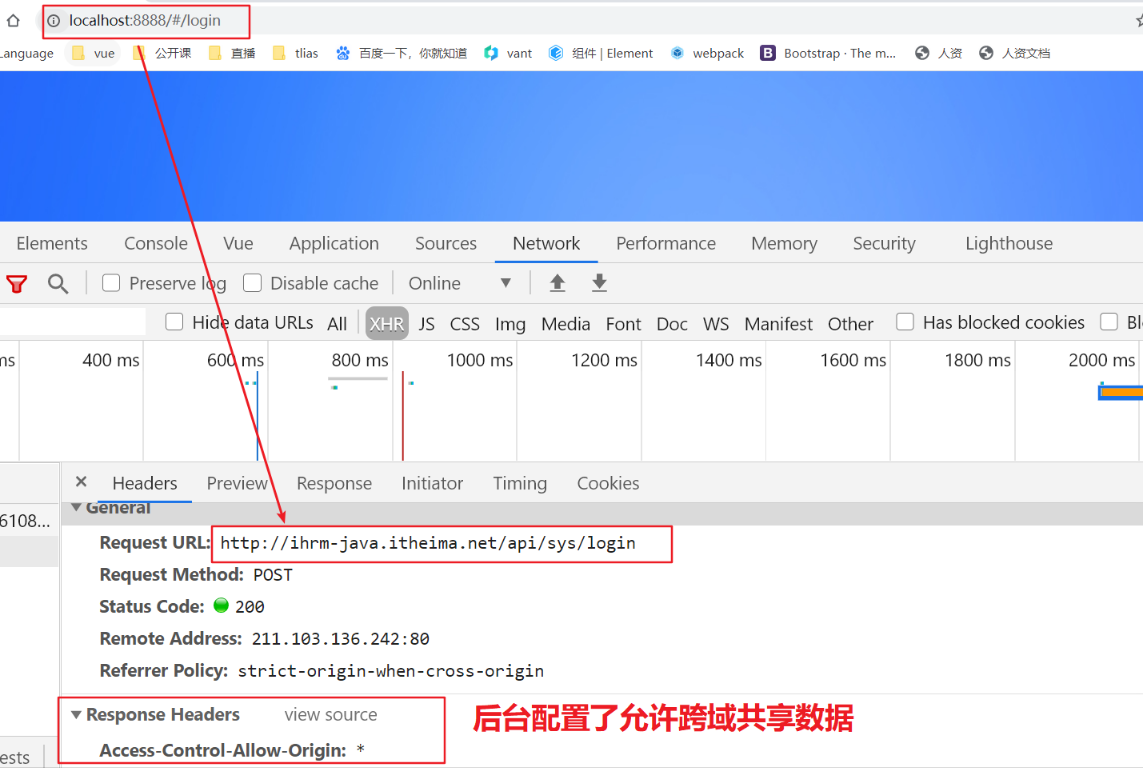 localhost:8888/#/login
Language vue 公开课 直播 tlias 百度一下，你就知道 vant 组件 | Element webpack B Bootstrap · The m... 人资 人资文档
Elements Console Vue Application Sources Network Performance Memory Security Lighthouse
Preserve log Disable cache Online
Hide data URLs All XHR JS CSS Img Media Font Doc WS Manifest Other Has blocked cookies Bl
ms 400 ms 600 ms 800 ms 1000 ms 1200 ms 1400 ms 1600 ms 1800 ms 2000 ms
× Headers Preview Response Initiator Timing Cookies
General
6108...
Request URL: http://ihrm-java.itheima.net/api/sys/login
Request Method: POST
Status Code: 200
Remote Address: 211.103.136.242:80
Referrer Policy: strict-origin-when-cross-origin
Response Headers view source
后台配置了允许跨域共享数据
Access-Control-Allow-Origin: *
ests